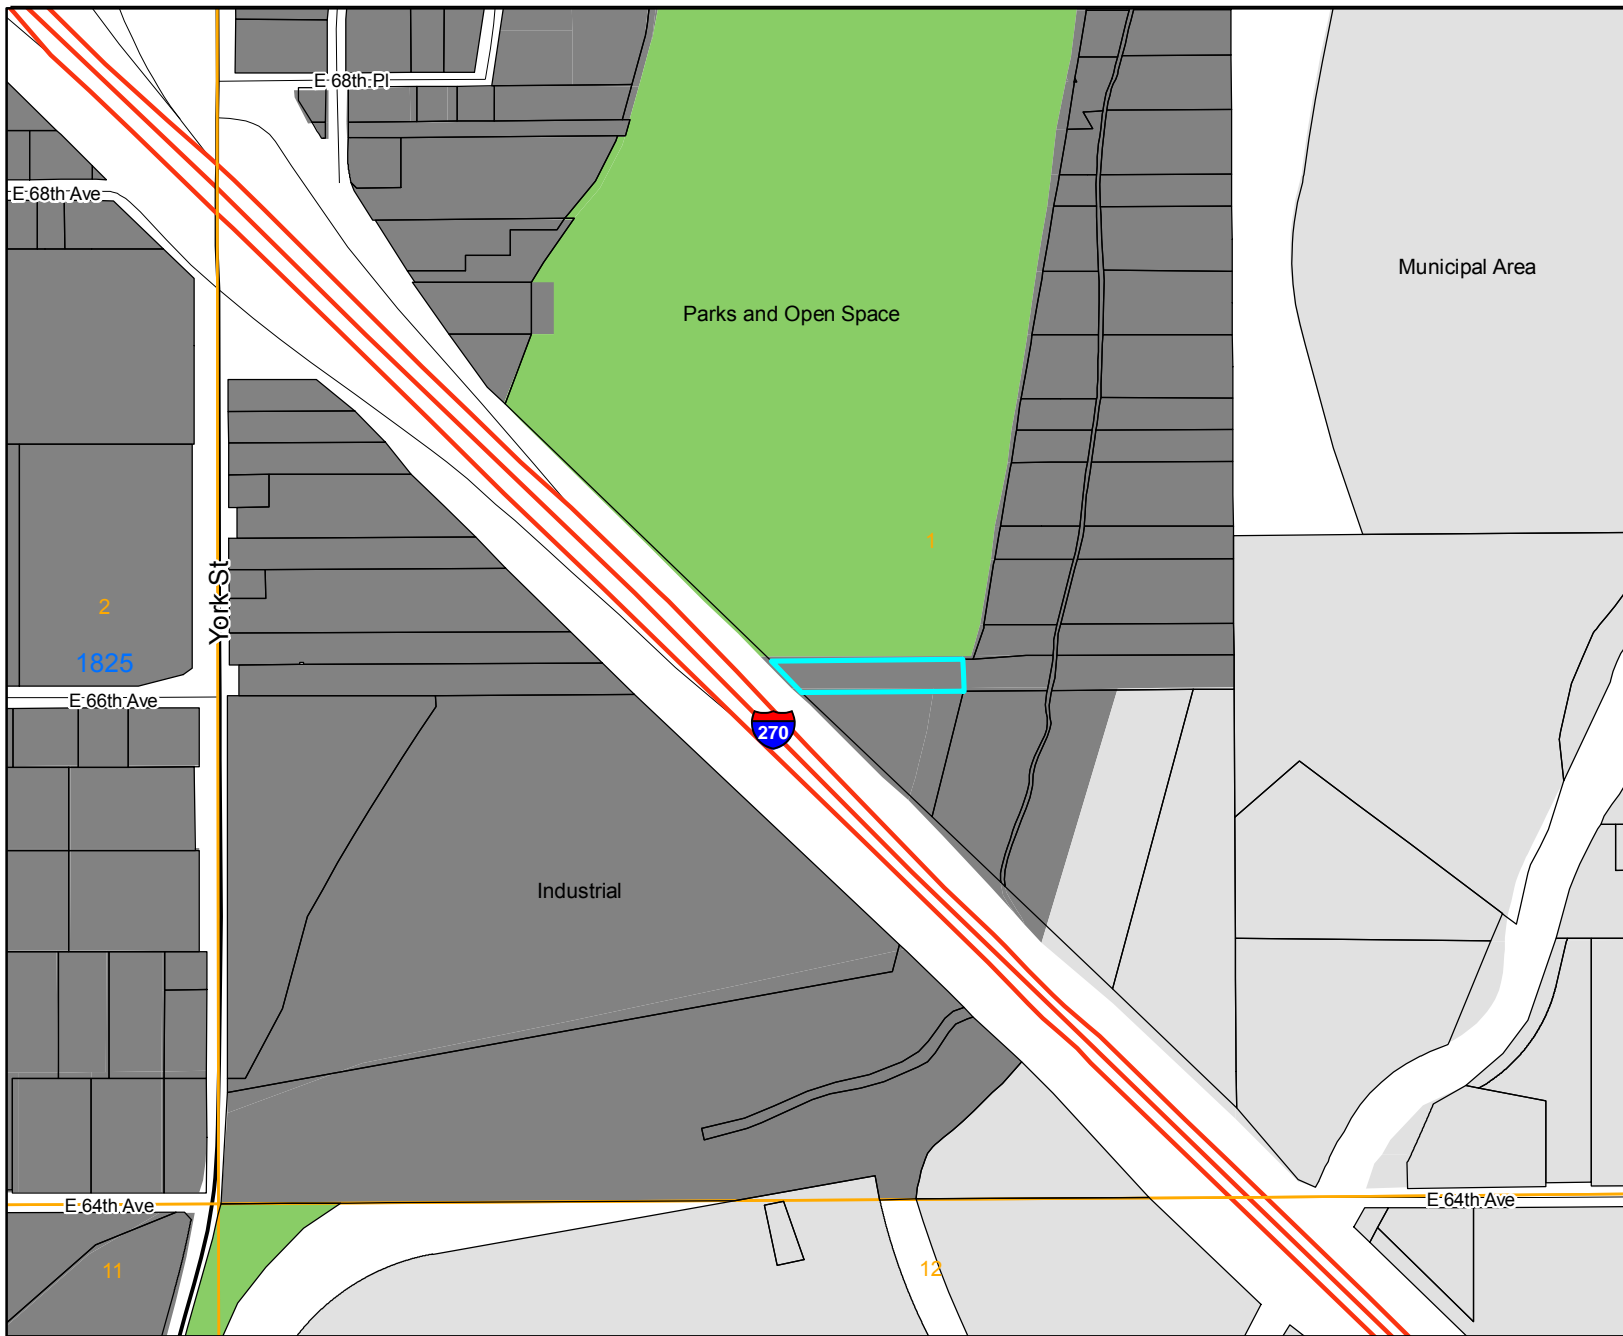 E 68th Pl
E 68th Ave
Municipal Area
Parks and Open Space
1
York St
2
1825
E 66th Ave
270
Industrial
E 64th Ave
E 64th Ave
11
12